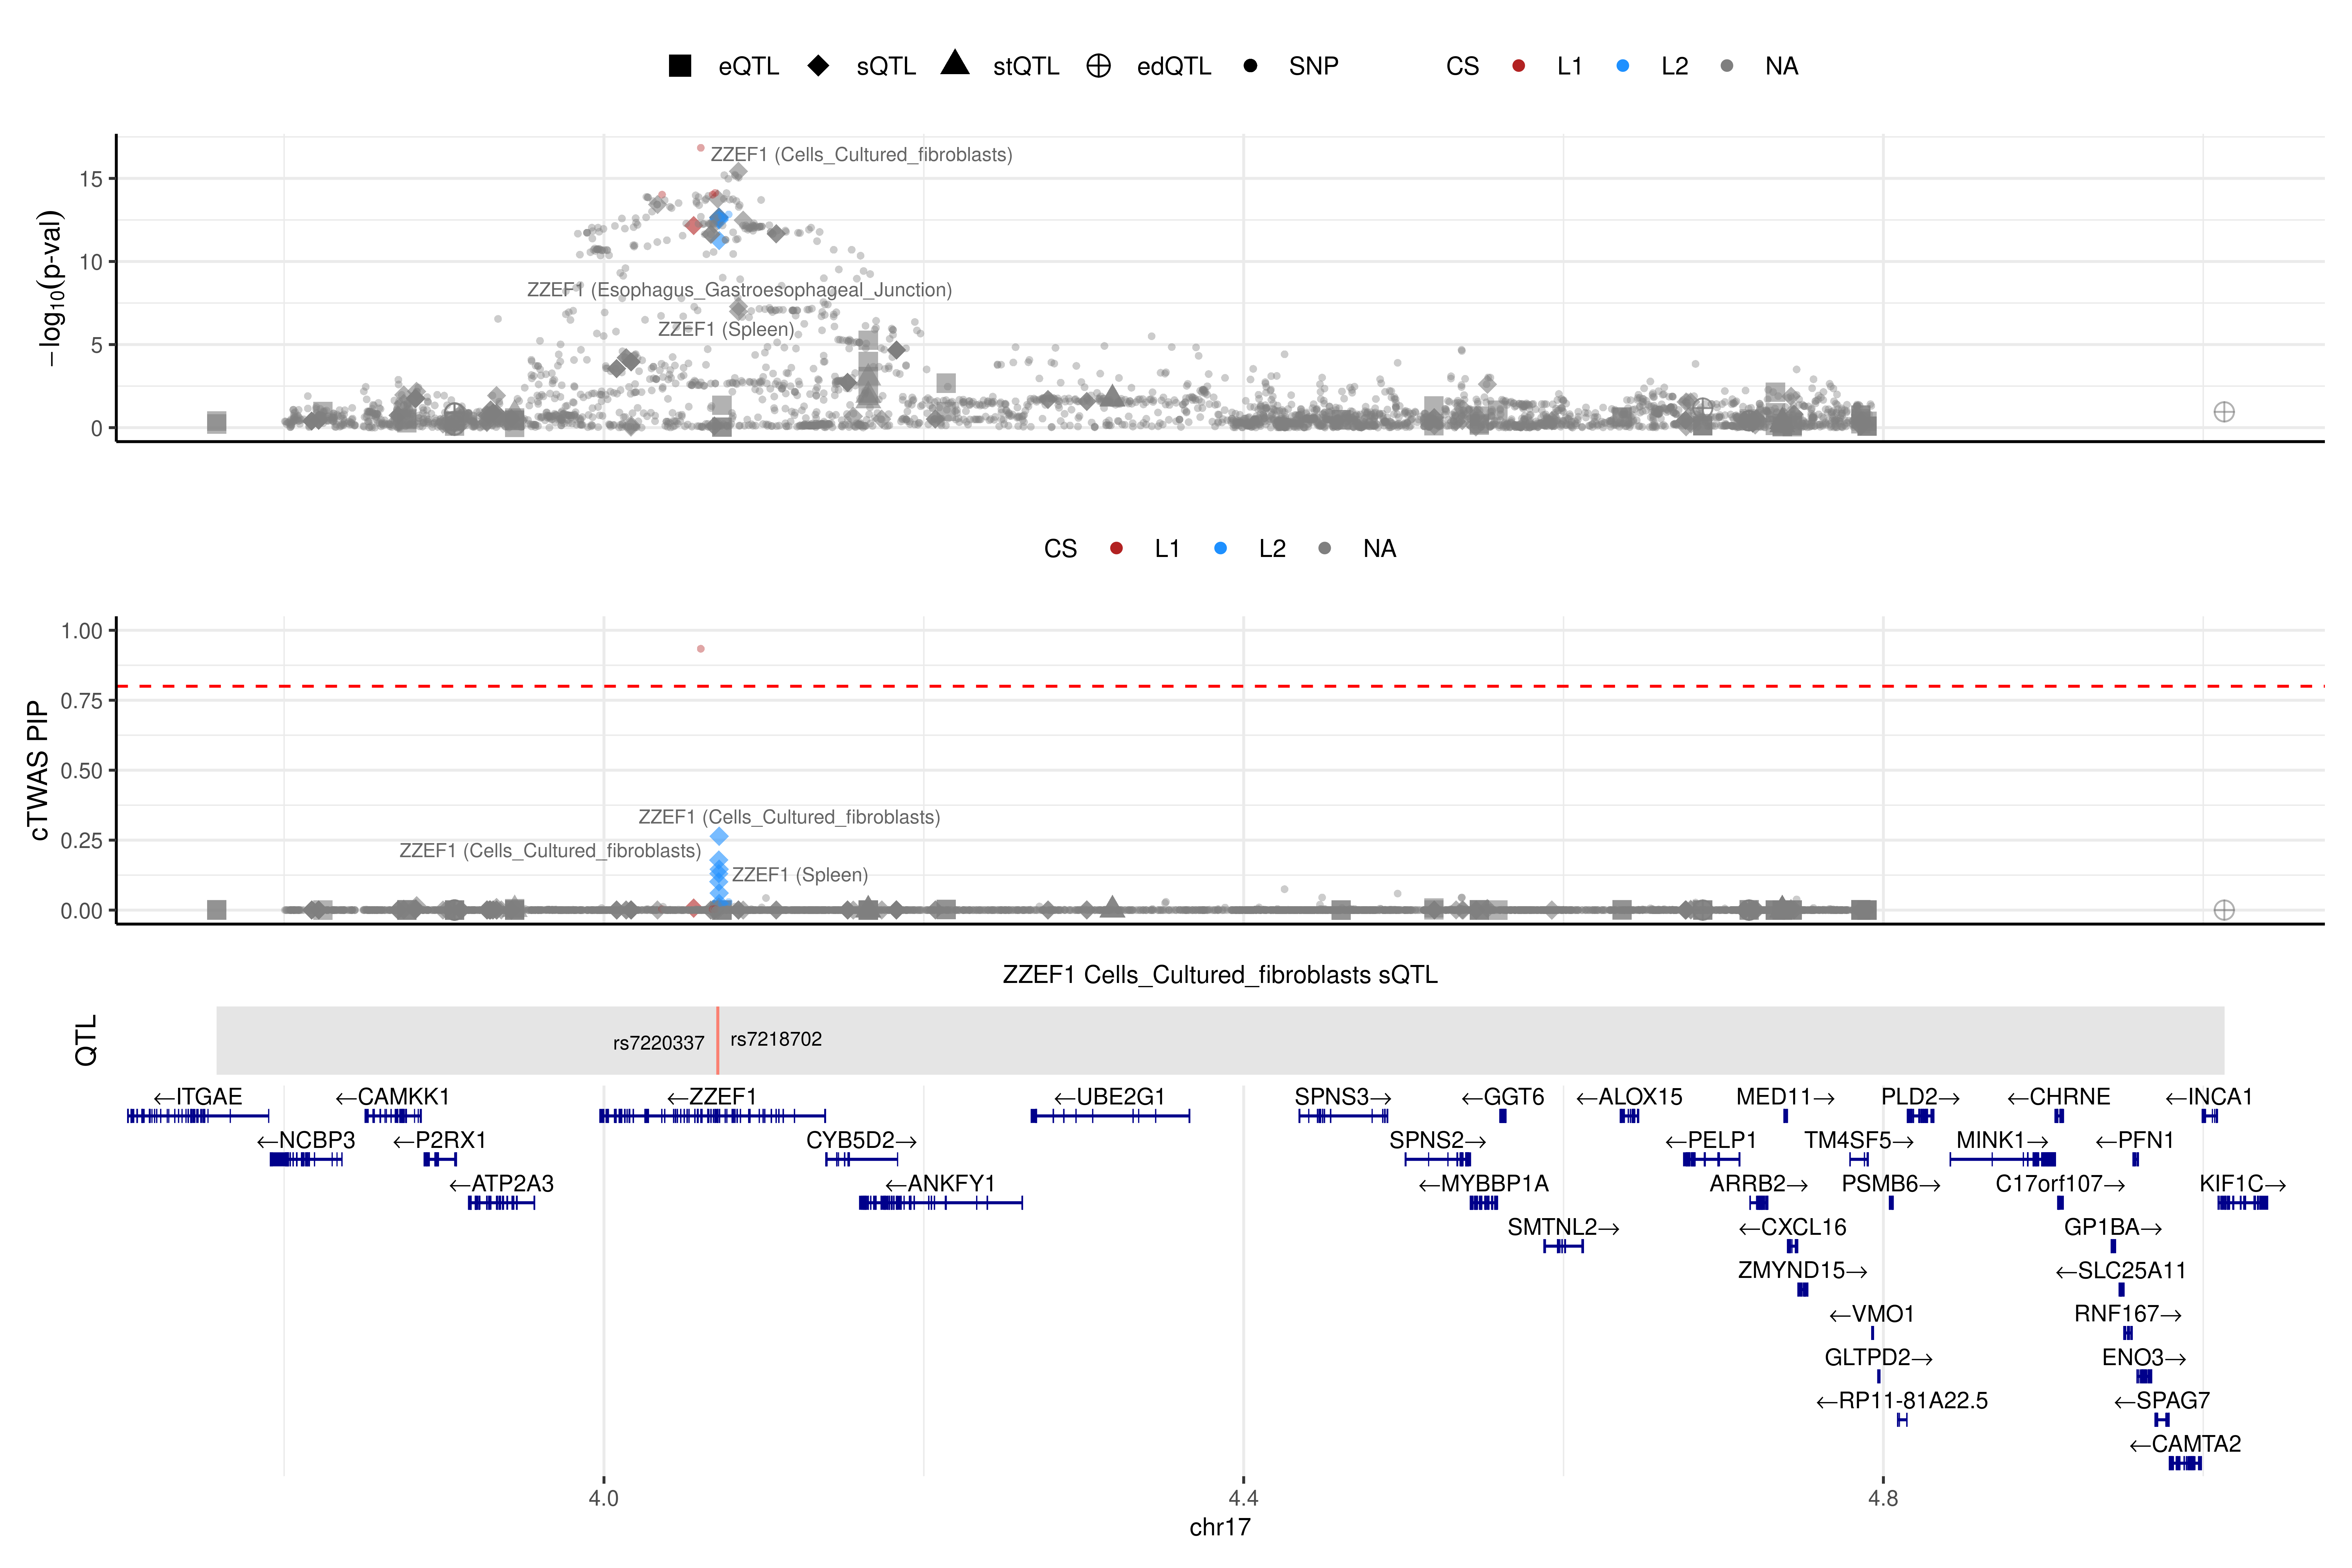 eQTL sQTL stQTL edQTL SNP CS L1 L2 NA
−log10(p-val)
15
10
5
0
ZZEF1 (Cells_Cultured_fibroblasts)
ZZEF1 (Esophagus_Gastroesophageal_Junction)
ZZEF1 (Spleen)
CS L1 L2 NA
cTWAS PIP
1.00
0.75
0.50
0.25
0.00
ZZEF1 (Cells_Cultured_fibroblasts)
ZZEF1 (Cells_Cultured_fibroblasts)
ZZEF1 (Spleen)
ZZEF1 Cells_Cultured_fibroblasts sQTL
QTL
rs7220337 rs7218702
←ITGAE ←CAMKK1 ←ZZEF1 ←UBE2G1 SPNS3→ ←GGT6 ←ALOX15 MED11→ PLD2→ ←CHRNE ←INCA1
←NCBP3 ←P2RX1 CYB5D2→ SPNS2→ ←PELP1 TM4SF5→ MINK1→ ←PFN1
←ATP2A3 ←ANKFY1 ←MYBBP1A ARRB2→ PSMB6→ C17orf107→ KIF1C→
SMTNL2→ ←CXCL16 GP1BA→
ZMYND15→ ←SLC25A11
←VMO1 RNF167→
GLTPD2→ ENO3→
←RP11-81A22.5 ←SPAG7
←CAMTA2
4.0 4.4 4.8
chr17